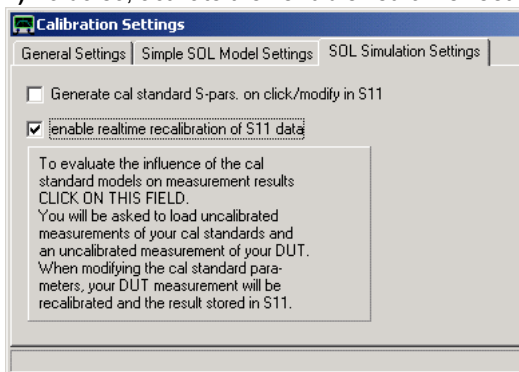 Calibration Settings
General Settings Simple SOL Model Settings SOL Simulation Settings
Generate cal standard S-pars. on click/modify in S11
enable realtime recalibration of S11 data
To evaluate the influence of the cal
standard models on measurement results
CLICK ON THIS FIELD.
You will be asked to load uncalibrated
measurements of your cal standards and
an uncalibrated measurement of your DUT.
When modifying the cal standard para-
meters, your DUT measurement will be
recalibrated and the result stored in S11.